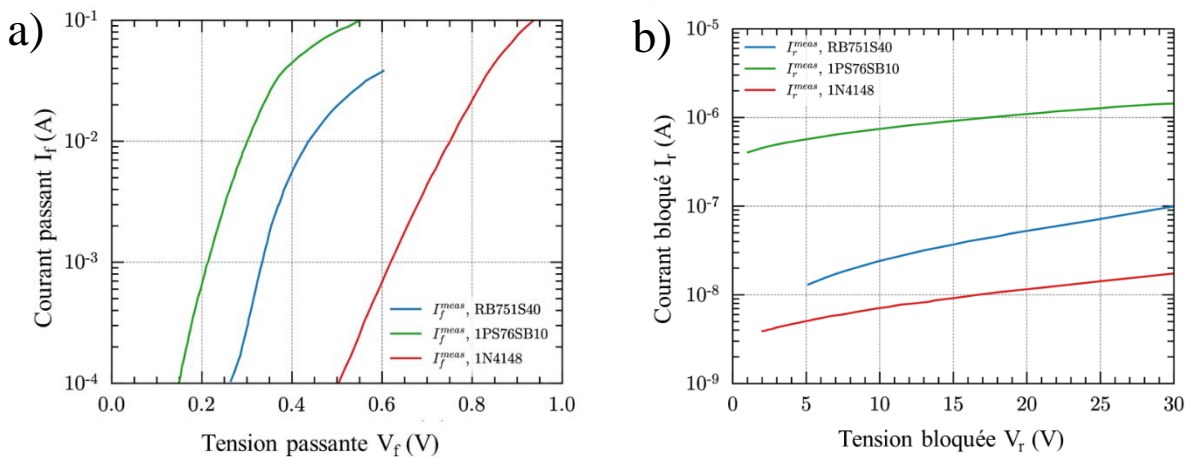 a)
Courant passant I_f (A)
10^-1
10^-2
10^-3
10^-4
I_f^meas, RB751S40
I_f^meas, 1PS76SB10
I_f^meas, 1N4148
0.0 0.2 0.4 0.6 0.8 1.0
Tension passante V_f (V)
b)
Courant bloqué I_r (A)
10^-5
10^-6
10^-7
10^-8
10^-9
I_r^meas, RB751S40
I_r^meas, 1PS76SB10
I_r^meas, 1N4148
0 5 10 15 20 25 30
Tension bloquée V_r (V)